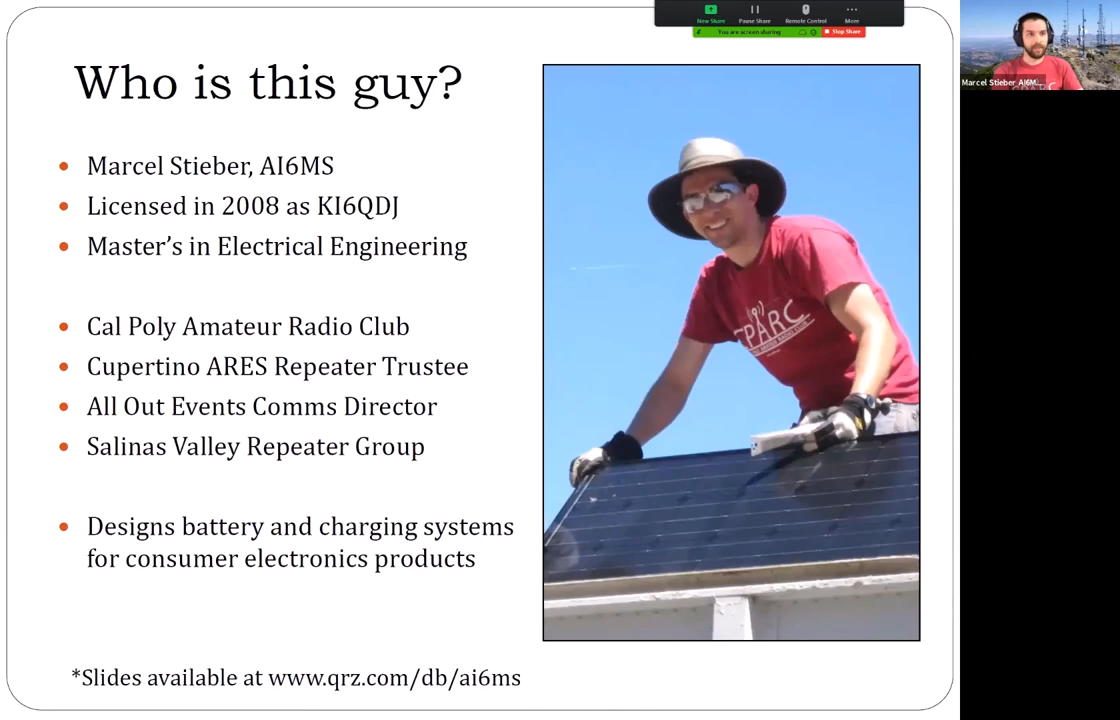 New Share
Pause Share
Remote Control
More
You are screen sharing
Stop Share
Who is this guy?
Marcel Stieber, AI6MS
Licensed in 2008 as KI6QDJ
Master's in Electrical Engineering
Cal Poly Amateur Radio Club
Cupertino ARES Repeater Trustee
All Out Events Comms Director
Salinas Valley Repeater Group
Designs battery and charging systems
for consumer electronics products
*Slides available at www.qrz.com/db/ai6ms
CPARC
Marcel Stieber AI6M...